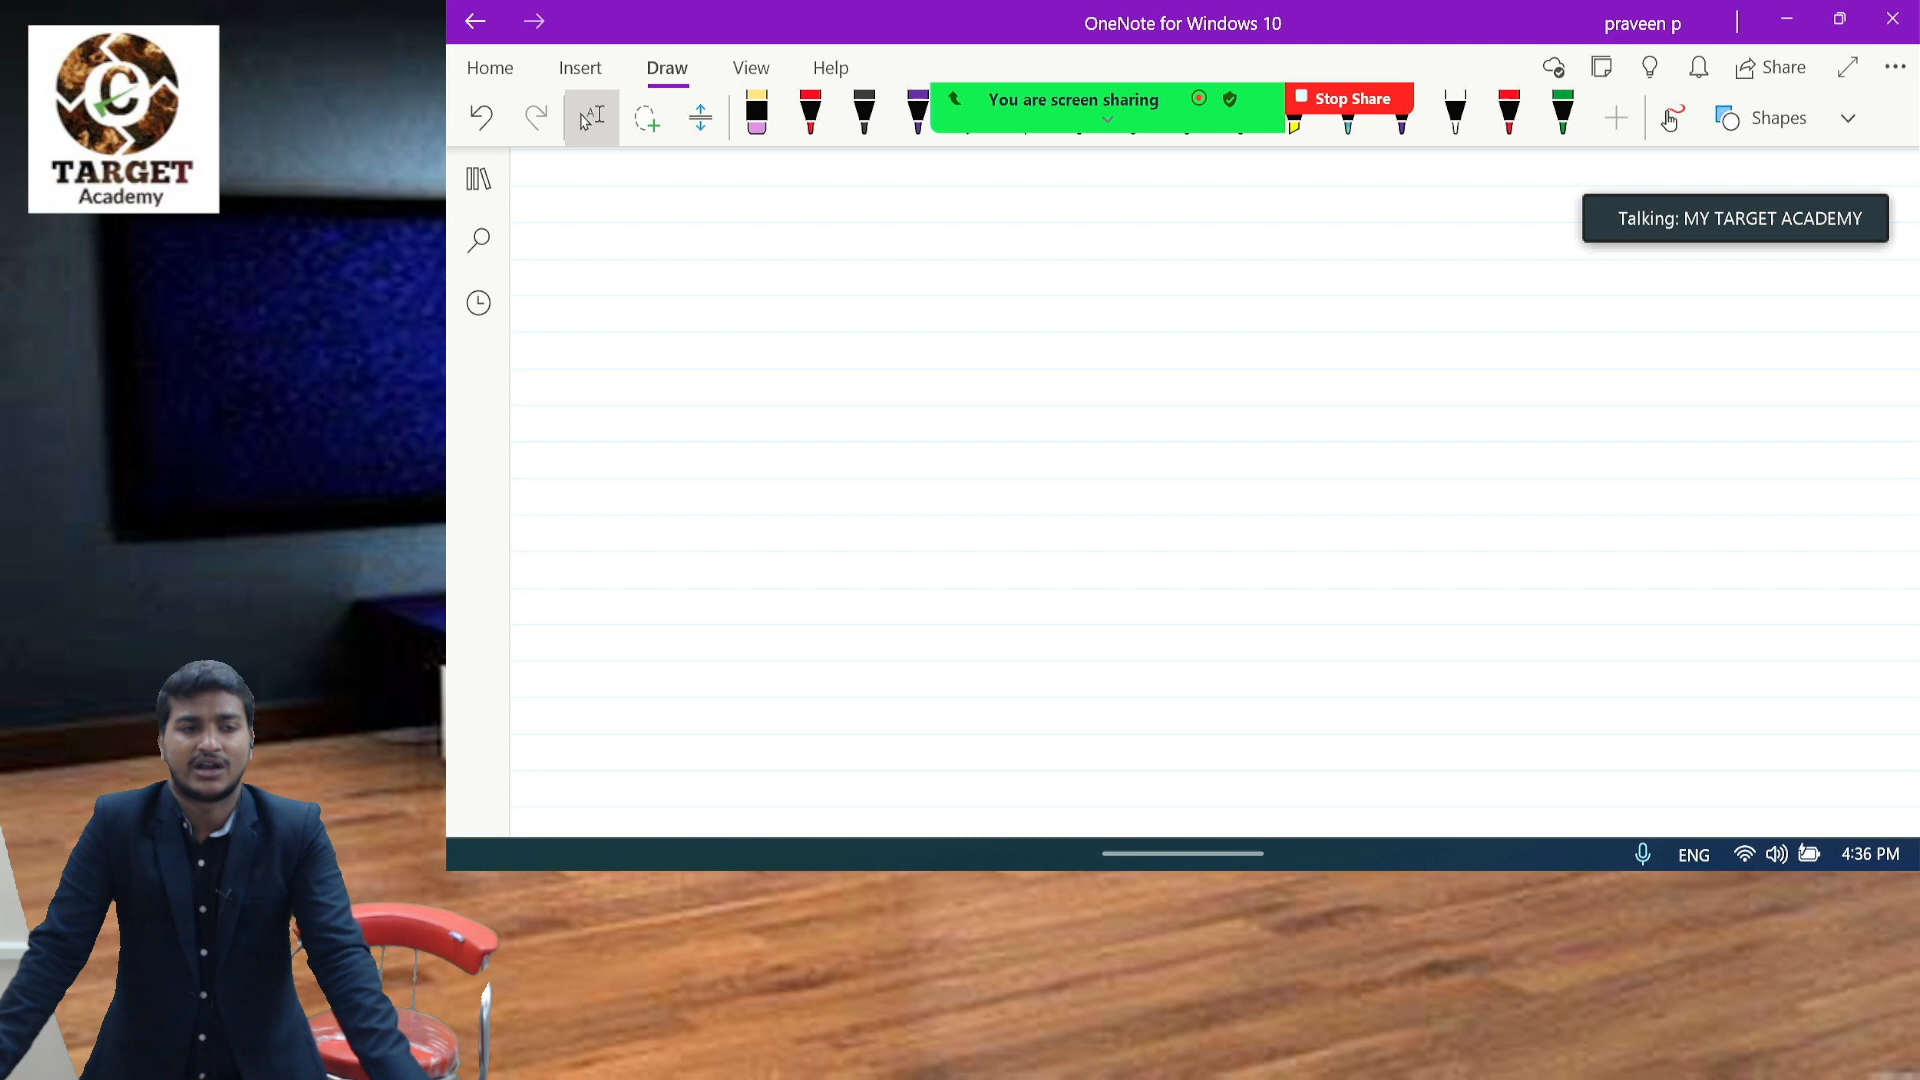 C
TARGET
Academy
OneNote for Windows 10
praveen p
Home
Insert
Draw
View
Help
Share
You are screen sharing
Stop Share
Shapes
Talking: MY TARGET ACADEMY
ENG
4:36 PM